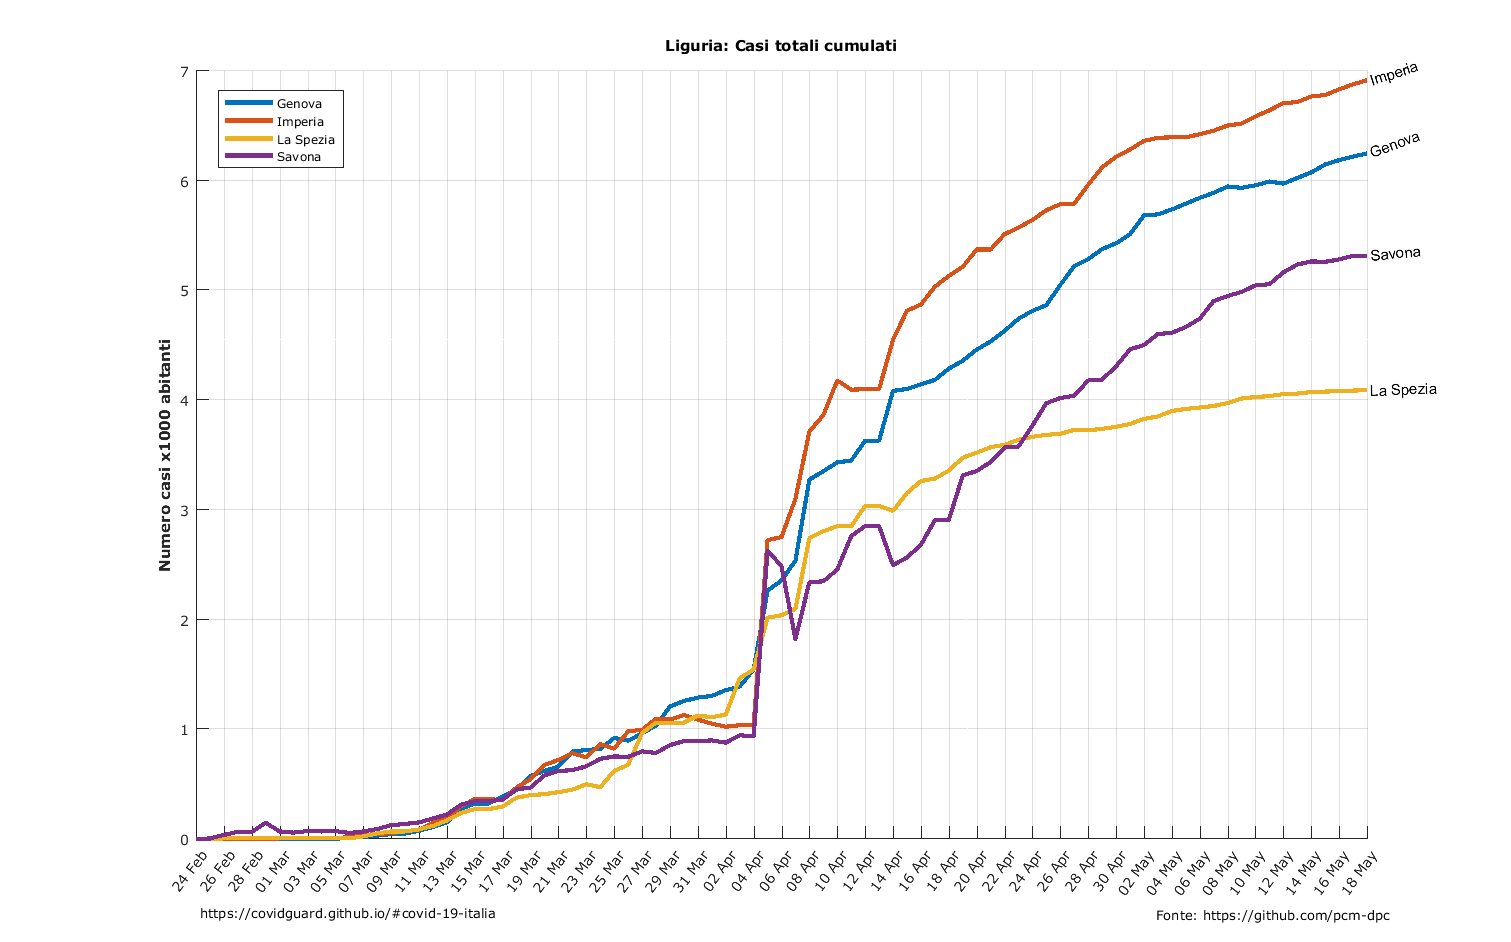 Liguria: Casi totali cumulati
Numero casi x1000 abitanti
7
6
5
4
3
2
1
0
Genova
Imperia
La Spezia
Savona
Imperia
Genova
Savona
La Spezia
24 Feb
26 Feb
28 Feb
01 Mar
03 Mar
05 Mar
07 Mar
09 Mar
11 Mar
13 Mar
15 Mar
17 Mar
19 Mar
21 Mar
23 Mar
25 Mar
27 Mar
29 Mar
31 Mar
02 Apr
04 Apr
06 Apr
08 Apr
10 Apr
12 Apr
14 Apr
16 Apr
18 Apr
20 Apr
22 Apr
24 Apr
26 Apr
28 Apr
30 Apr
02 May
04 May
06 May
08 May
10 May
12 May
14 May
16 May
18 May
https://covidguard.github.io/#covid-19-italia
Fonte: https://github.com/pcm-dpc